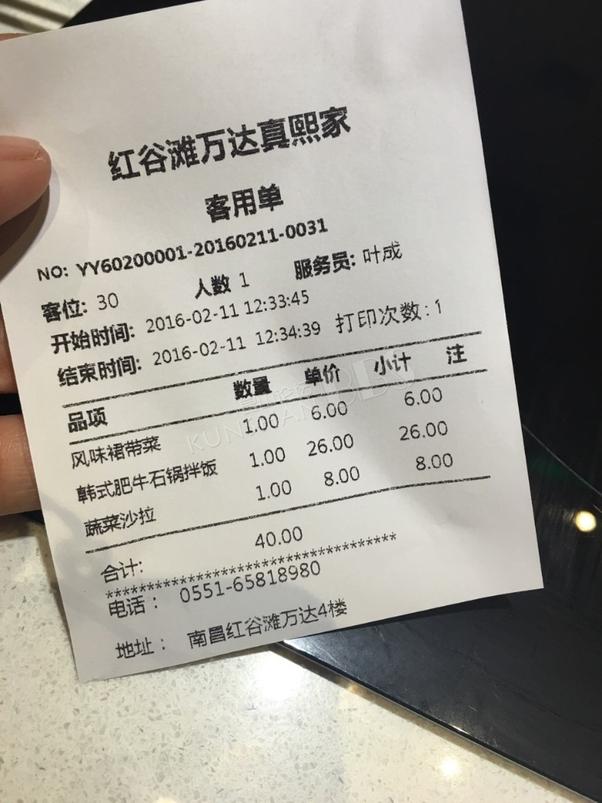 红谷滩万达真熙家
客用单
NO: YY60200001-20160211-0031
客位: 30 人数 1 服务员: 叶成
开始时间: 2016-02-11 12:33:45
结束时间: 2016-02-11 12:34:39 打印次数:1
品项 数量 单价 小计 注
风味裙带菜 1.00 6.00 6.00
韩式肥牛石锅拌饭 1.00 26.00 26.00
蔬菜沙拉 1.00 8.00 8.00
合计: 40.00
************************************
电话: 0551-65818980
地址: 南昌红谷滩万达4楼